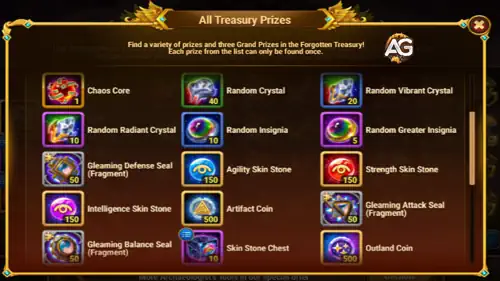 All Treasury Prizes
Find a variety of prizes and three Grand Prizes in the Forgotten Treasury!
Each prize from the list can only be found once.
AG
Chaos Core
1
Random Crystal
40
Random Vibrant Crystal
20
Random Radiant Crystal
10
Random Insignia
10
Random Greater Insignia
5
Gleaming Defense Seal
(Fragment)
50
Agility Skin Stone
150
Strength Skin Stone
150
Intelligence Skin Stone
150
Artifact Coin
500
Gleaming Attack Seal
(Fragment)
50
Gleaming Balance Seal
(Fragment)
50
Skin Stone Chest
10
Outland Coin
500